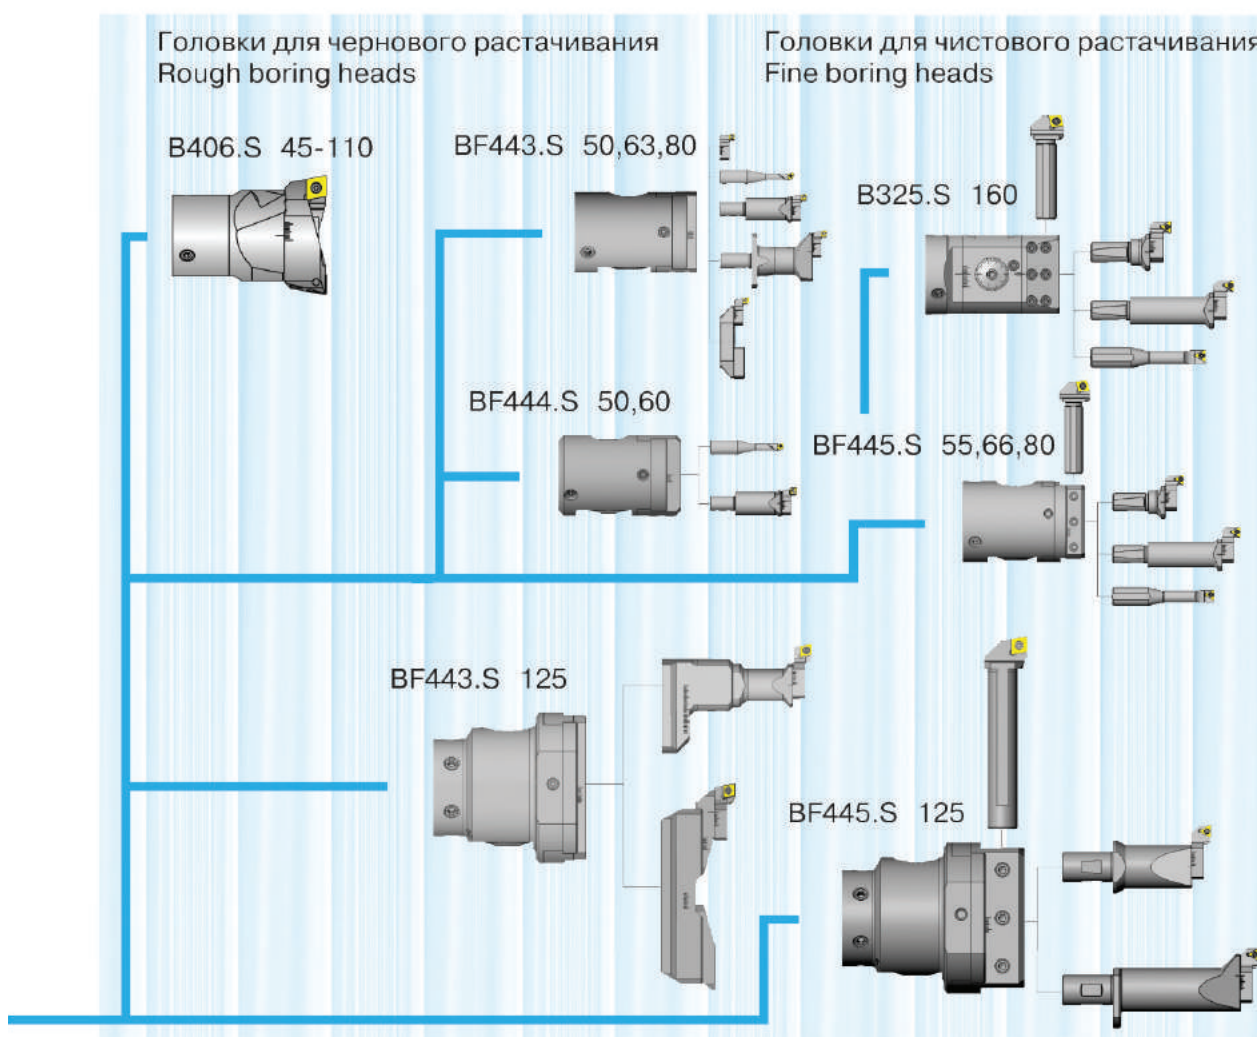 Головки для чернового растачивания
Rough boring heads
Головки для чистового растачивания
Fine boring heads
B406.S 45-110
BF443.S 50,63,80
B325.S 160
BF444.S 50,60
BF445.S 55,66,80
BF443.S 125
BF445.S 125